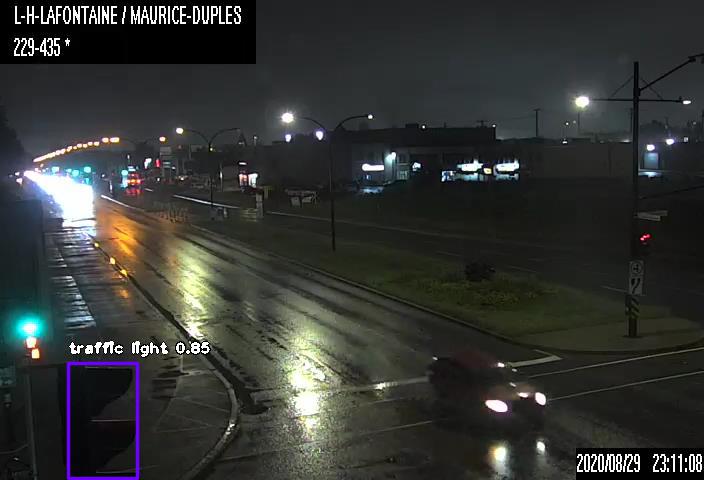 L-H-LAFONTAINE / MAURICE-DUPLES
229-435 *
traffic light 0.85
2020/08/29 23:11:08